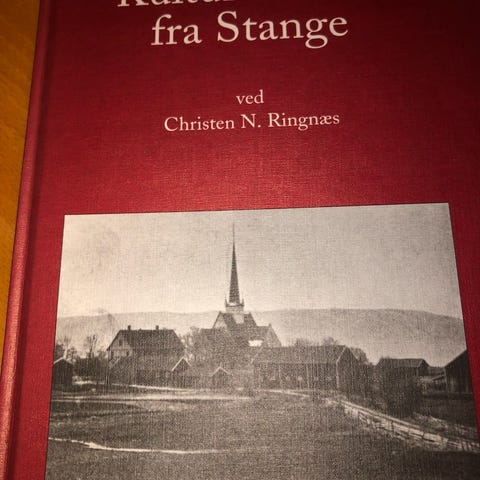 fra Stange
ved
Christen N. Ringnæs